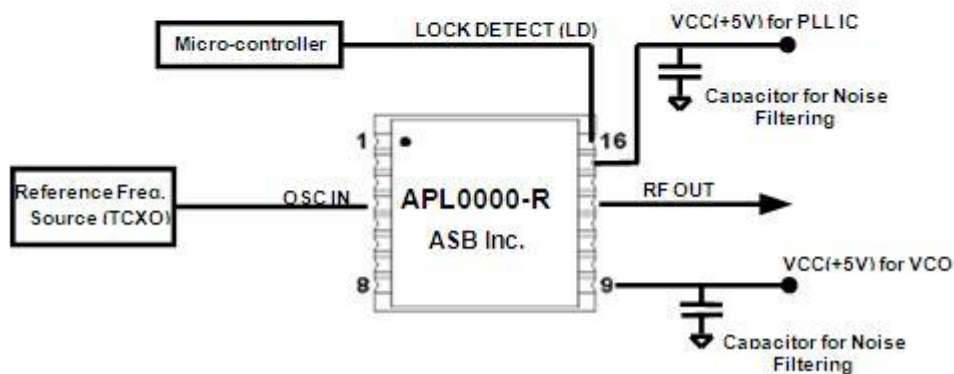 VCC(+5V) for PLL IC
LOCK DETECT (LD)
Micro-controller
Capacitor for Noise
Filtering
1
16
Reference Freq.
Source (TCXO)
OSC IN
APL0000-R
RF OUT
ASB Inc.
VCC(+5V) for VCO
8
9
Capacitor for Noise
Filtering